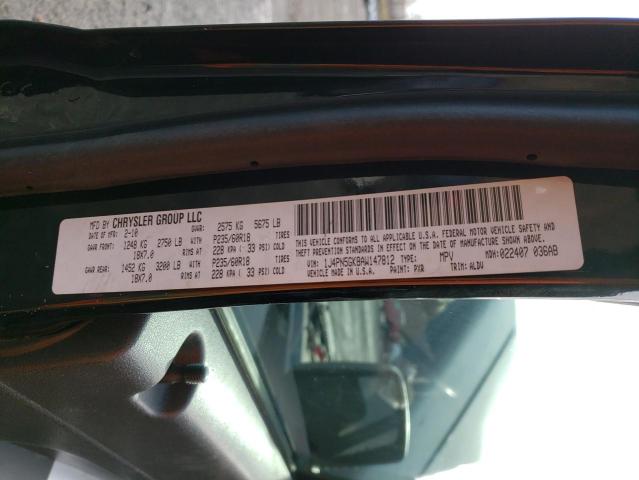 MFD BY CHRYSLER GROUP LLC
DATE OF MFG: 2-10 GVWR: 2575 KG 5675 LB
GAWR FRONT: 1248 KG 2750 LB WITH P235/60R18 TIRES
18X7.0 RIMS AT 228 KPA ( 33 PSI) COLD
GAWR REAR: 1452 KG 3200 LB WITH P235/60R18 TIRES
18X7.0 RIMS AT 228 KPA ( 33 PSI) COLD
THIS VEHICLE CONFORMS TO ALL APPLICABLE U.S.A. FEDERAL MOTOR VEHICLE SAFETY AND
THEFT PREVENTION STANDARDS IN EFFECT ON THE DATE OF MANUFACTURE SHOWN ABOVE.
VIN: 1J4PN5GK8AW147812 TYPE: MPV MDH:022407 036AB
VEHICLE MADE IN U.S.A. PAINT: PXR TRIM: ALDV